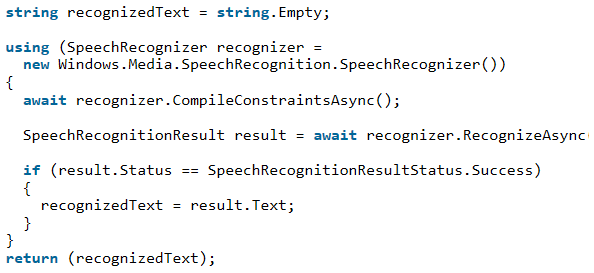 string recognizedText = string.Empty;
using (SpeechRecognizer recognizer =
new Windows.Media.SpeechRecognition.SpeechRecognizer())
{
await recognizer.CompileConstraintsAsync();
SpeechRecognitionResult result = await recognizer.RecognizeAsync(
if (result.Status == SpeechRecognitionResultStatus.Success)
{
recognizedText = result.Text;
}
}
return (recognizedText);